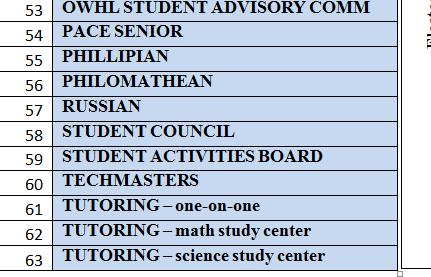 53 OWHL STUDENT ADVISORY COMM
54 PACE SENIOR
55 PHILLIPIAN
56 PHILOMATHEAN
57 RUSSIAN
58 STUDENT COUNCIL
59 STUDENT ACTIVITIES BOARD
60 TECHMASTERS
61 TUTORING – one-on-one
62 TUTORING – math study center
63 TUTORING – science study center